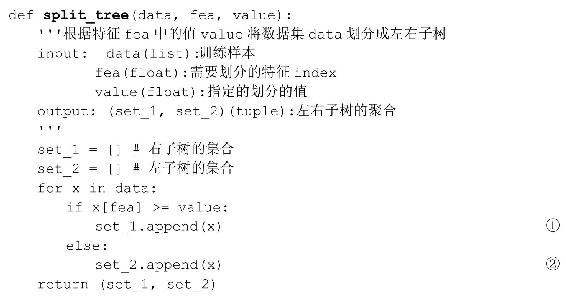 def split_tree(data, fea, value):
'''根据特征 fea 中的值 value 将数据集 data 划分成左右子树
input: data(list):训练样本
fea(float):需要划分的特征 index
value(float):指定的划分的值
output: (set_1, set_2)(tuple):左右子树的聚合
'''
set_1 = [] # 右子树的集合
set_2 = [] # 左子树的集合
for x in data:
if x[fea] >= value:
set_1.append(x) ①
else:
set_2.append(x) ②
return (set_1, set_2)